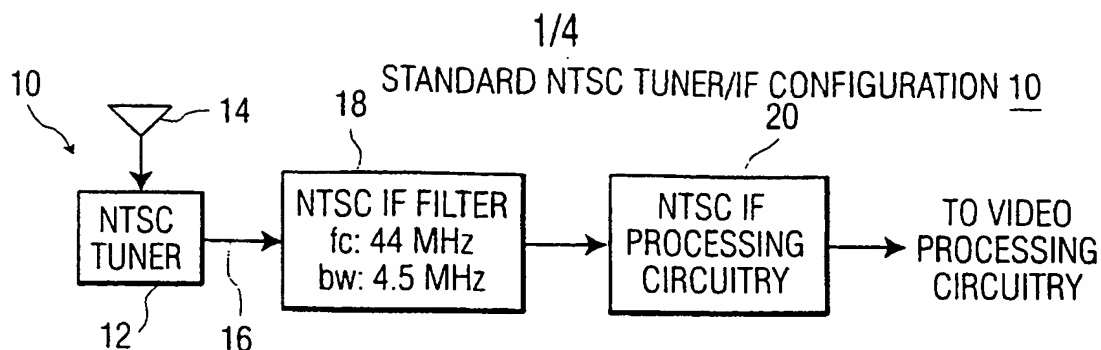 1/4
STANDARD NTSC TUNER/IF CONFIGURATION 10
10
14
18
20
NTSC
TUNER
NTSC IF FILTER
fc: 44 MHz
bw: 4.5 MHz
NTSC IF
PROCESSING
CIRCUITRY
TO VIDEO
PROCESSING
CIRCUITRY
12
16